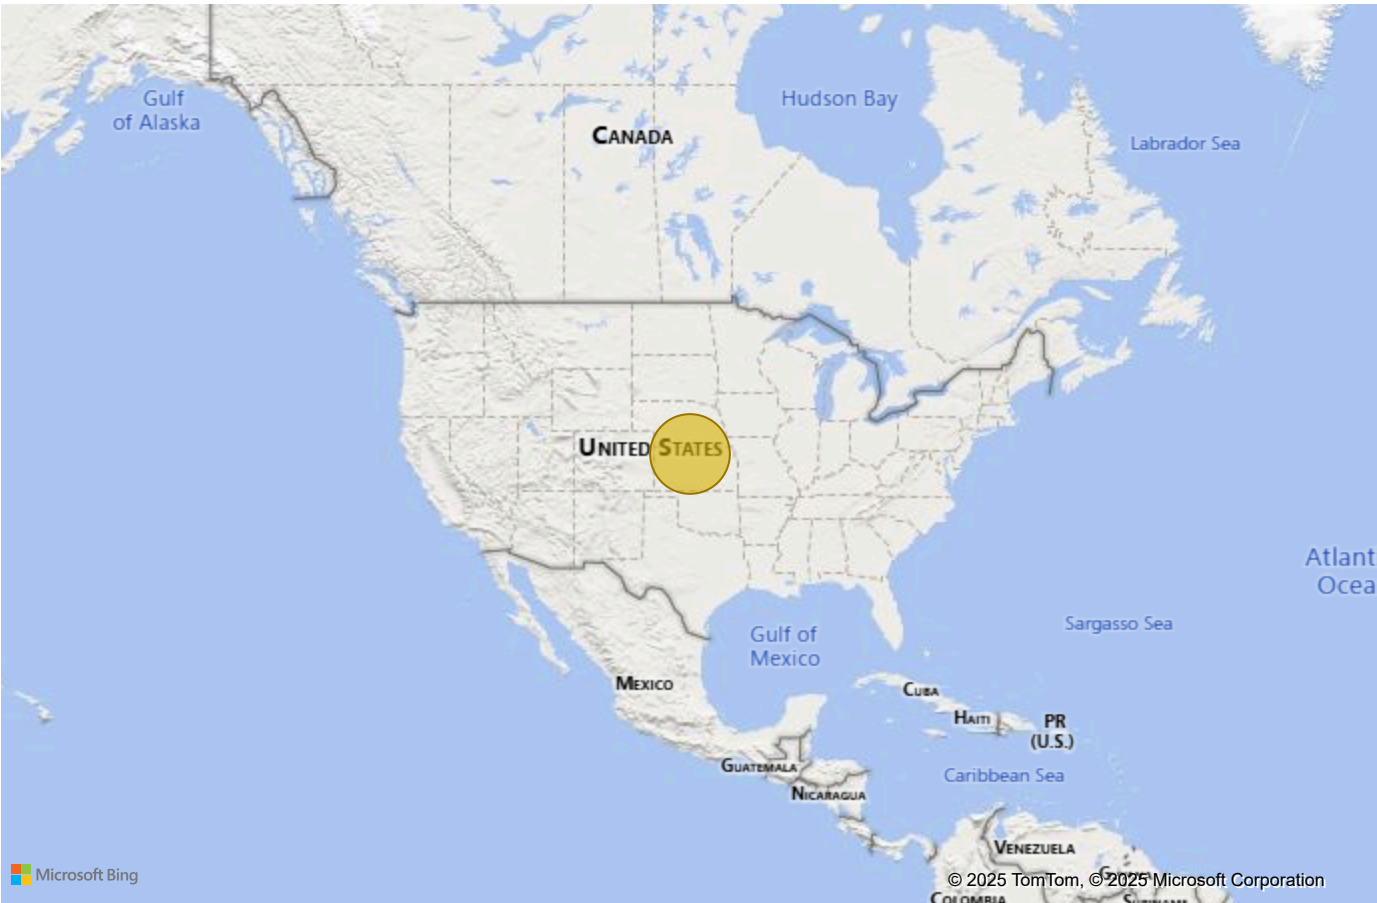 Gulf
of Alaska
Hudson Bay
CANADA
Labrador Sea
UNITED STATES
Atlant
Ocea
Sargasso Sea
Gulf of
Mexico
MEXICO
CUBA
HAITI
PR
(U.S.)
GUATEMALA
Caribbean Sea
NICARAGUA
VENEZUELA
Microsoft Bing
© 2025 TomTom, © 2025 Microsoft Corporation
COLOMBIA